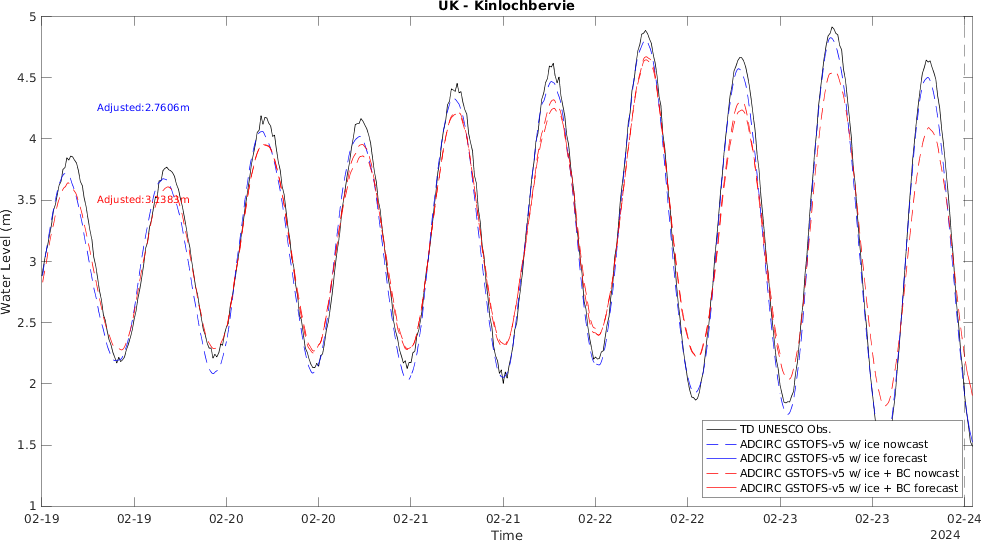 UK - Kinlochbervie
5
4.5
4
3.5
3
2.5
2
1.5
1
Water Level (m)
Adjusted:2.7606m
Adjusted:3.1383m
TD UNESCO Obs.
ADCIRC GSTOFS-v5 w/ ice nowcast
ADCIRC GSTOFS-v5 w/ ice forecast
ADCIRC GSTOFS-v5 w/ ice + BC nowcast
ADCIRC GSTOFS-v5 w/ ice + BC forecast
02-19 02-19 02-20 02-20 02-21 02-21 02-22 02-22 02-23 02-23 02-24
Time
2024